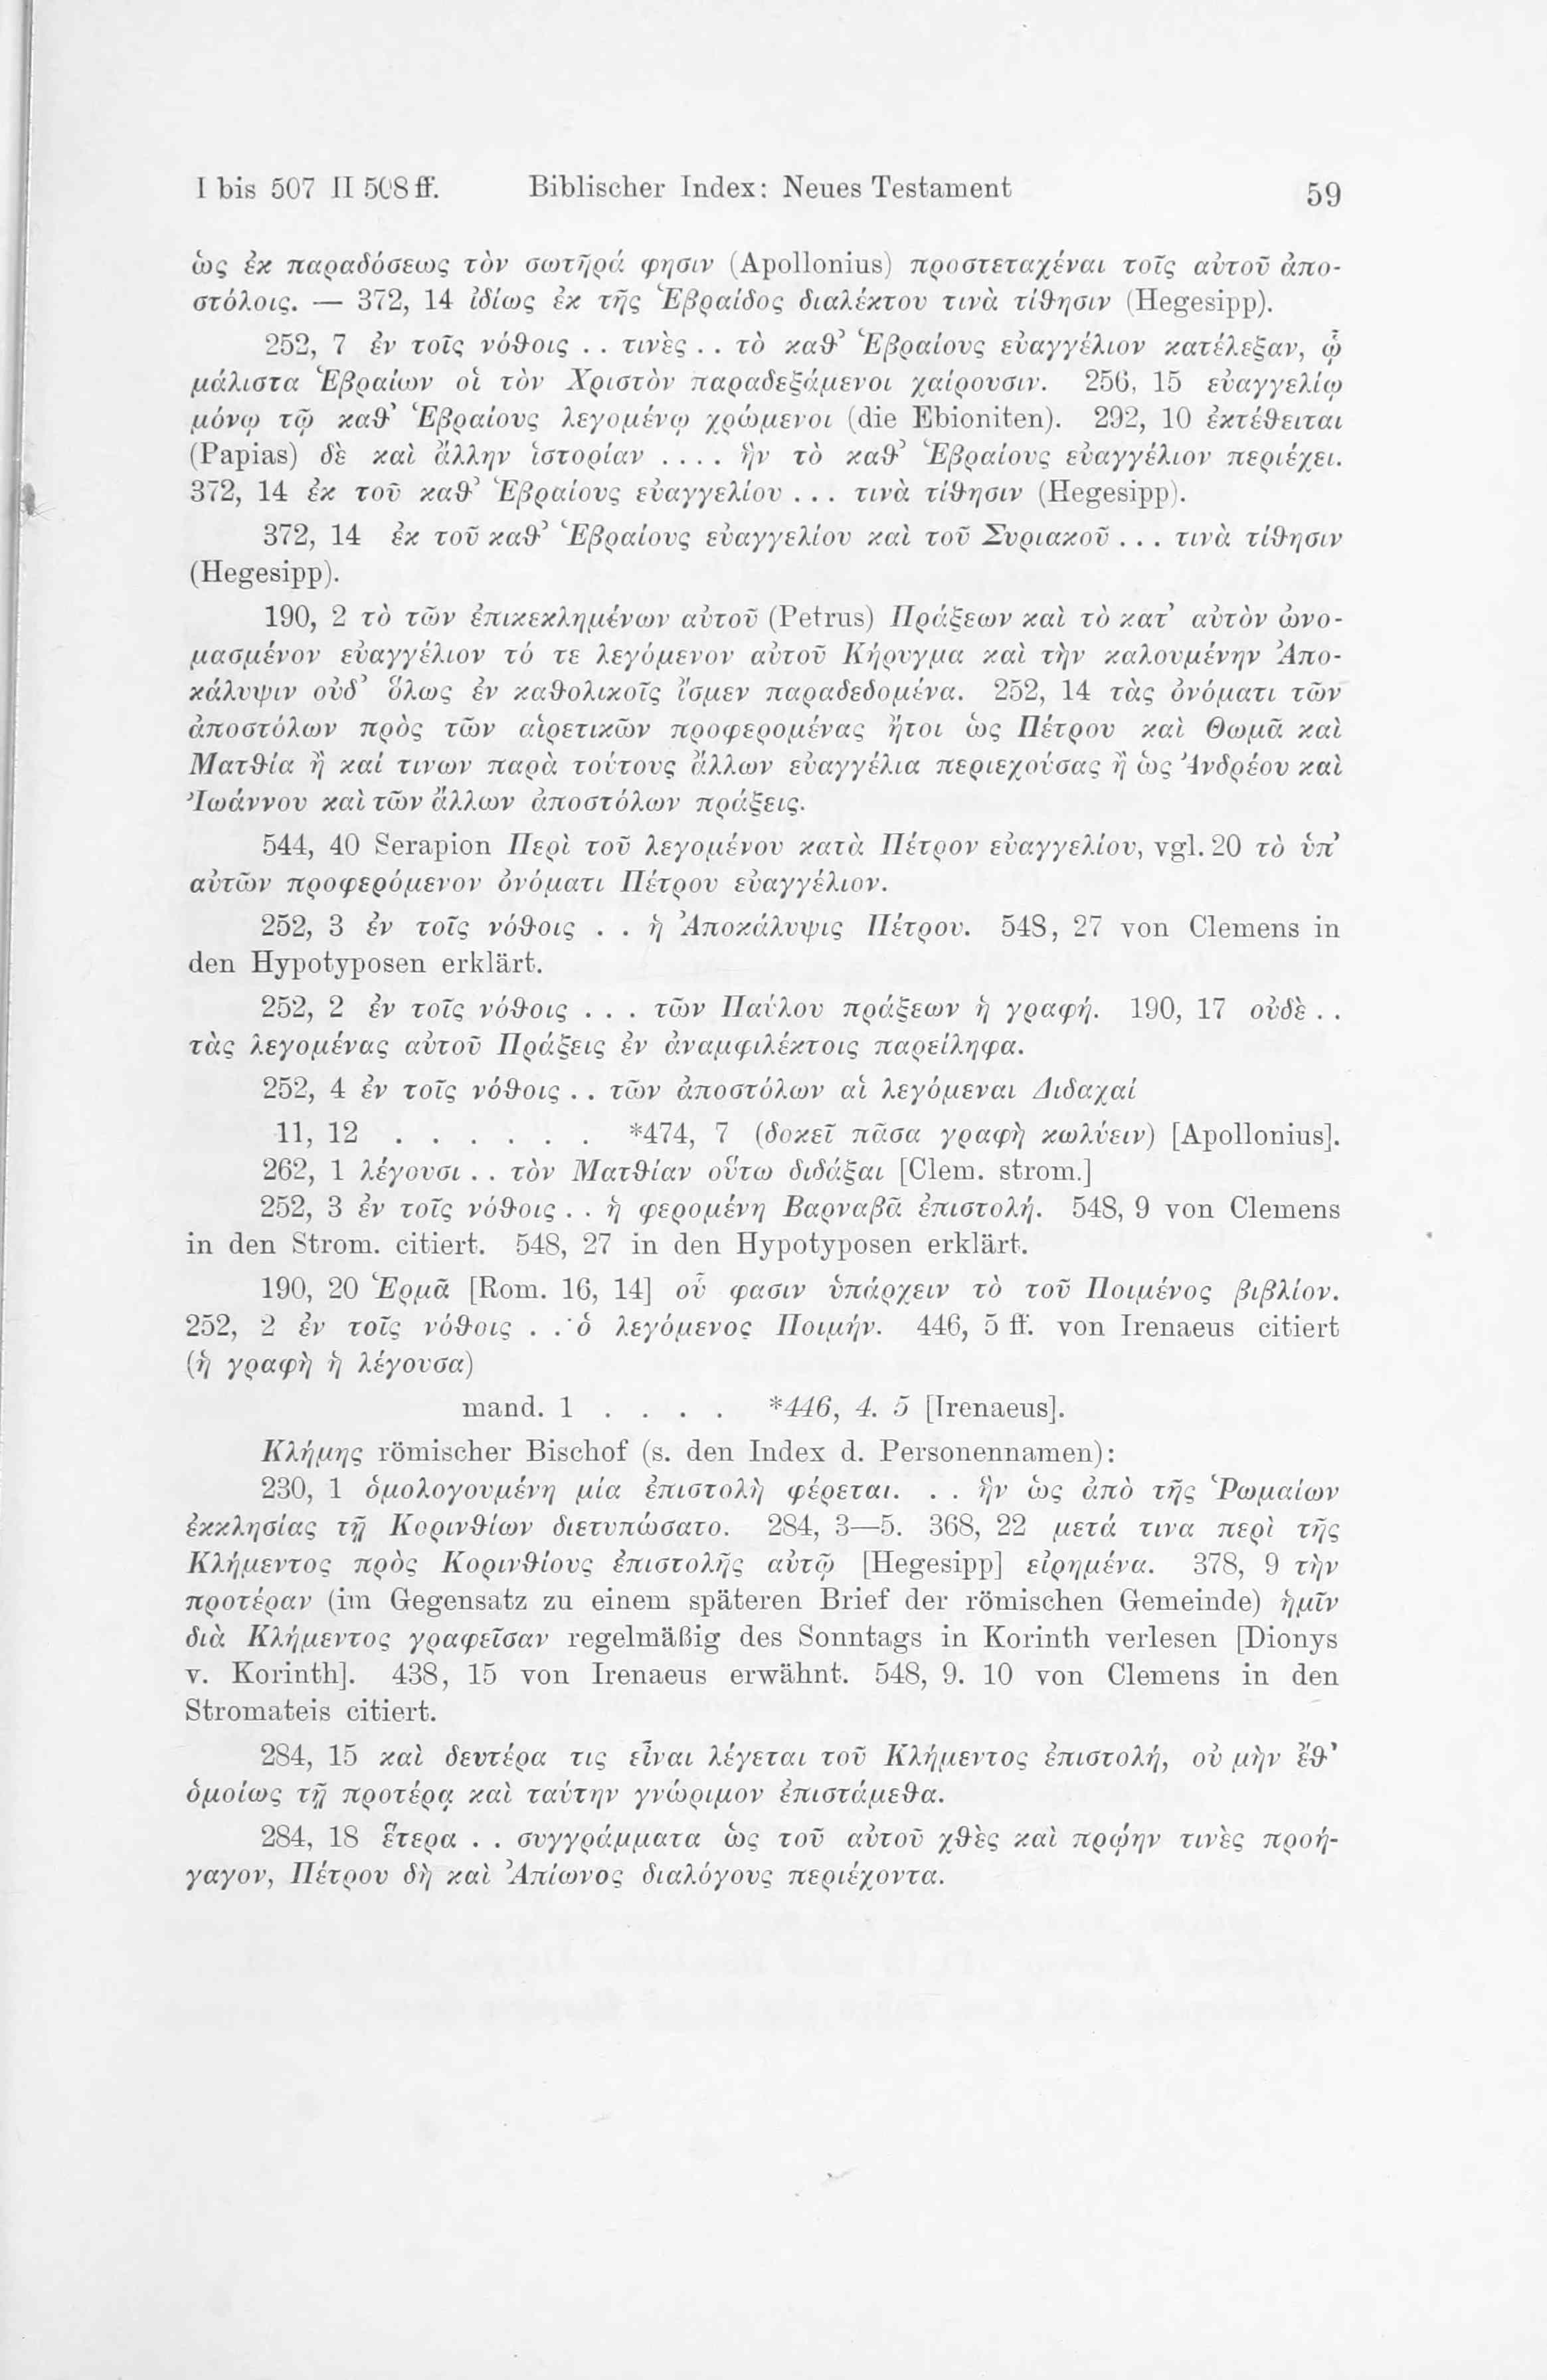 I bis 507 II 508 ff. Biblischer Index: Neues Testament 59
ὡς ἐκ παραδόσεως τὸν σωτῆρά φησιν (Apollonius) προστεταχέναι τοῖς αὐτοῦ ἀπο-
στόλοις. — 372, 14 ἰδίως ἐκ τῆς Ἑβραίδος διαλέκτου τινὰ τίθησιν (Hegesipp).
252, 7 ἐν τοῖς νόθοις . . τινὲς . . τὸ καθ’ Ἑβραίους εὐαγγέλιον κατέλεξαν, ᾧ
μάλιστα Ἑβραίων οἱ τὸν Χριστὸν παραδεξάμενοι χαίρουσιν. 256, 15 εὐαγγελίῳ
μόνῳ τῷ καθ’ Ἑβραίους λεγομένῳ χρώμενοι (die Ebioniten). 292, 10 ἐκτέθειται
(Papias) δὲ καὶ ἄλλην ἱστορίαν . . . . ἣν τὸ καθ’ Ἑβραίους εὐαγγέλιον περιέχει.
372, 14 ἐκ τοῦ καθ’ Ἑβραίους εὐαγγελίου . . . τινὰ τίθησιν (Hegesipp).
372, 14 ἐκ τοῦ καθ’ Ἑβραίους εὐαγγελίου καὶ τοῦ Συριακοῦ . . . τινὰ τίθησιν
(Hegesipp).
190, 2 τὸ τῶν ἐπικεκλημένων αὐτοῦ (Petrus) Πράξεων καὶ τὸ κατ’ αὐτὸν ὠνο-
μασμένον εὐαγγέλιον τό τε λεγόμενον αὐτοῦ Κήρυγμα καὶ τὴν καλουμένην Ἀπο-
κάλυψιν οὐδ’ ὅλως ἐν καθολικοῖς ἴσμεν παραδεδομένα. 252, 14 τὰς ὀνόματι τῶν
ἀποστόλων πρὸς τῶν αἱρετικῶν προφερομένας ἤτοι ὡς Πέτρου καὶ Θωμᾶ καὶ
Ματθία ἢ καί τινων παρὰ τούτους ἄλλων εὐαγγέλια περιεχούσας ἢ ὡς Ἀνδρέου καὶ
Ἰωάννου καὶ τῶν ἄλλων ἀποστόλων πράξεις.
544, 40 Serapion Περὶ τοῦ λεγομένου κατὰ Πέτρον εὐαγγελίου, vgl. 20 τὸ ὑπ’
αὐτῶν προφερόμενον ὀνόματι Πέτρου εὐαγγέλιον.
252, 3 ἐν τοῖς νόθοις . . ἡ Ἀποκάλυψις Πέτρου. 548, 27 von Clemens in
den Hypotyposen erklärt.
252, 2 ἐν τοῖς νόθοις . . . τῶν Παύλου πράξεων ἡ γραφή. 190, 17 οὐδὲ . .
τὰς λεγομένας αὐτοῦ Πράξεις ἐν ἀναμφιλέκτοις παρείληφα.
252, 4 ἐν τοῖς νόθοις . . τῶν ἀποστόλων αἱ λεγόμεναι Διδαχαί
11, 12 . . . . . . *474, 7 (δοκεῖ πᾶσα γραφὴ κωλύειν) [Apollonius].
262, 1 λέγουσι . . τὸν Ματθίαν οὕτω διδάξαι [Clem. strom.]
252, 3 ἐν τοῖς νόθοις . . ἡ φερομένη Βαρναβᾶ ἐπιστολή. 548, 9 von Clemens
in den Strom. citiert. 548, 27 in den Hypotyposen erklärt.
190, 20 Ἑρμᾶ [Rom. 16, 14] οὗ φασιν ὑπάρχειν τὸ τοῦ Ποιμένος βιβλίον.
252, 2 ἐν τοῖς νόθοις . . ὁ λεγόμενος Ποιμήν. 446, 5 ff. von Irenaeus citiert
(ἡ γραφὴ ἡ λέγουσα)
mand. 1 . . . . *446, 4. 5 [Irenaeus].
Κλήμης römischer Bischof (s. den Index d. Personennamen):
230, 1 ὁμολογουμένη μία ἐπιστολὴ φέρεται. . . ἣν ὡς ἀπὸ τῆς Ῥωμαίων
ἐκκλησίας τῇ Κορινθίων διετυπώσατο. 284, 3—5. 368, 22 μετά τινα περὶ τῆς
Κλήμεντος πρὸς Κορινθίους ἐπιστολῆς αὐτῷ [Hegesipp] εἰρημένα. 378, 9 τὴν
προτέραν (im Gegensatz zu einem späteren Brief der römischen Gemeinde) ἡμῖν
διὰ Κλήμεντος γραφεῖσαν regelmäßig des Sonntags in Korinth verlesen [Dionys
v. Korinth]. 438, 15 von Irenaeus erwähnt. 548, 9. 10 von Clemens in den
Stromateis citiert.
284, 15 καὶ δευτέρα τις εἶναι λέγεται τοῦ Κλήμεντος ἐπιστολή, οὐ μὴν ἔθ’
ὁμοίως τῇ προτέρᾳ καὶ ταύτην γνώριμον ἐπιστάμεθα.
284, 18 ἕτερα . . συγγράμματα ὡς τοῦ αὐτοῦ χθὲς καὶ πρῴην τινὲς προή-
γαγον, Πέτρου δὴ καὶ Ἀπίωνος διαλόγους περιέχοντα.